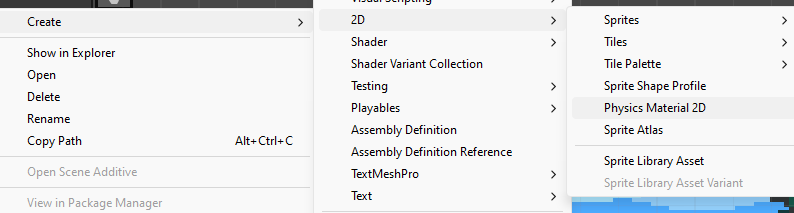 Create
Show in Explorer
Open
Delete
Rename
Copy Path Alt+Ctrl+C
Open Scene Additive
View in Package Manager
Visual Scripting
2D
Shader
Shader Variant Collection
Testing
Playables
Assembly Definition
Assembly Definition Reference
TextMeshPro
Text
Sprites
Tiles
Tile Palette
Sprite Shape Profile
Physics Material 2D
Sprite Atlas
Sprite Library Asset
Sprite Library Asset Variant